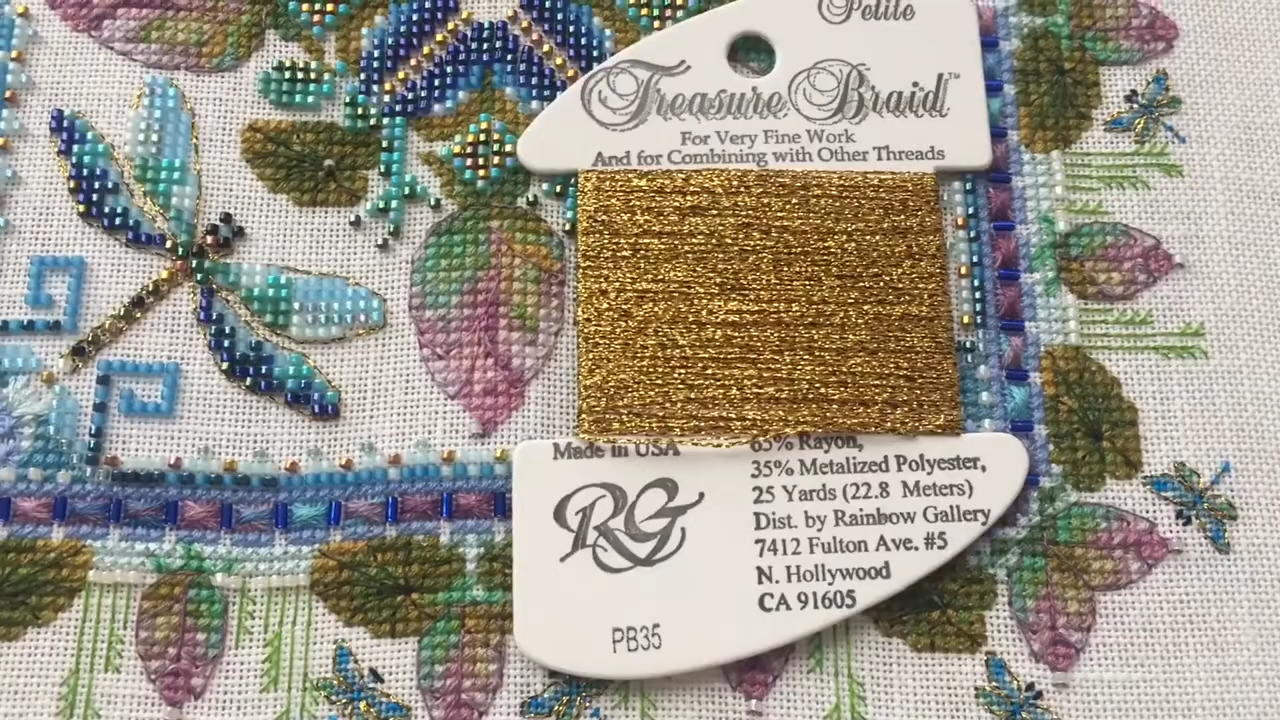 Petite
Treasure Braid™
For Very Fine Work
And for Combining with Other Threads
Made in USA
65% Rayon,
35% Metalized Polyester,
25 Yards (22.8 Meters)
Dist. by Rainbow Gallery
7412 Fulton Ave. #5
N. Hollywood
CA 91605
RG
PB35